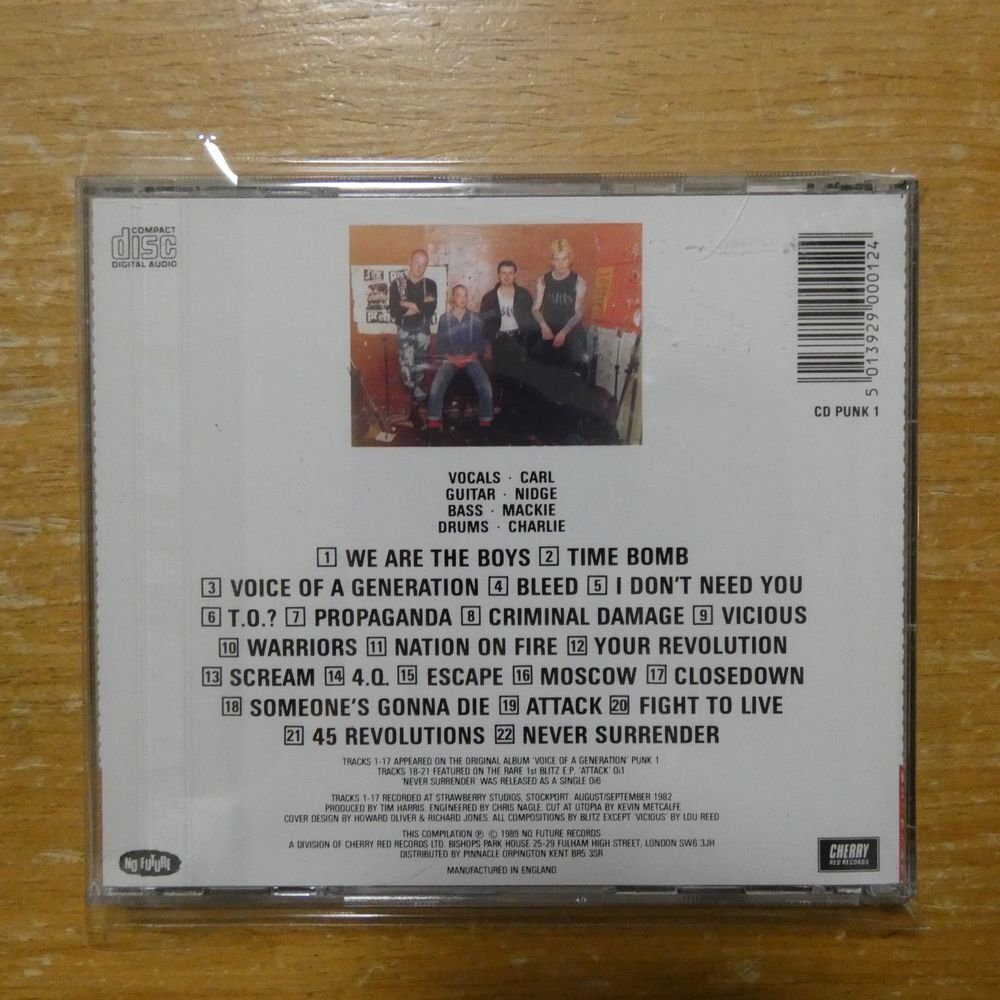 COMPACT
disc
DIGITAL AUDIO
5 013929 000124
CD PUNK 1
VOCALS · CARL
GUITAR · NIDGE
BASS · MACKIE
DRUMS · CHARLIE
1 WE ARE THE BOYS 2 TIME BOMB
3 VOICE OF A GENERATION 4 BLEED 5 I DON'T NEED YOU
6 T.O.? 7 PROPAGANDA 8 CRIMINAL DAMAGE 9 VICIOUS
10 WARRIORS 11 NATION ON FIRE 12 YOUR REVOLUTION
13 SCREAM 14 4.Q. 15 ESCAPE 16 MOSCOW 17 CLOSEDOWN
18 SOMEONE'S GONNA DIE 19 ATTACK 20 FIGHT TO LIVE
21 45 REVOLUTIONS 22 NEVER SURRENDER
TRACKS 1-17 APPEARED ON THE ORIGINAL ALBUM 'VOICE OF A GENERATION' PUNK 1
TRACKS 18-21 FEATURED ON THE RARE 1st BLITZ E.P. 'ATTACK' Oi1
'NEVER SURRENDER' WAS RELEASED AS A SINGLE Oi6
TRACKS 1-17 RECORDED AT STRAWBERRY STUDIOS, STOCKPORT. AUGUST/SEPTEMBER 1982
PRODUCED BY TIM HARRIS. ENGINEERED BY CHRIS NAGLE. CUT AT UTOPIA BY KEVIN METCALFE
COVER DESIGN BY HOWARD OLIVER & RICHARD JONES. ALL COMPOSITIONS BY BLITZ EXCEPT 'VICIOUS' BY LOU REED
THIS COMPILATION ℗ © 1989 NO FUTURE RECORDS
A DIVISION OF CHERRY RED RECORDS LTD. BISHOPS PARK HOUSE 25-29 FULHAM HIGH STREET, LONDON SW6 3JH
DISTRIBUTED BY PINNACLE ORPINGTON KENT BR5 3SR
MANUFACTURED IN ENGLAND
NO FUTURE
CHERRY
RED RECORDS